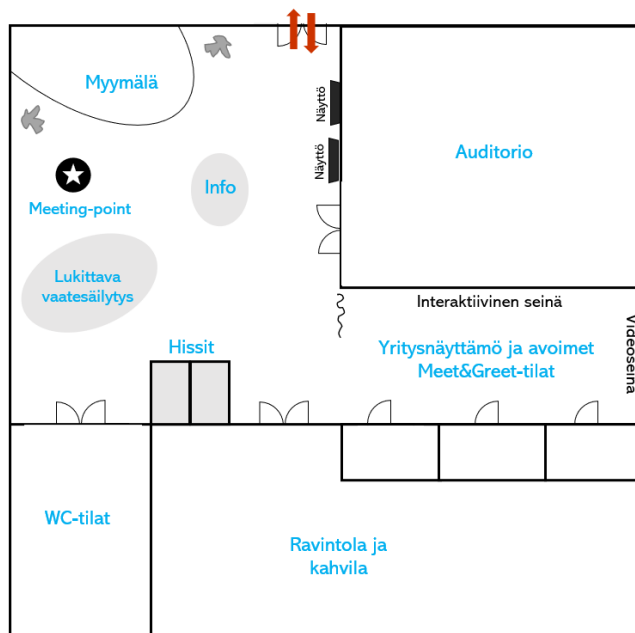 Myymälä
Näyttö
Näyttö
Auditorio
Meeting-point
Info
Lukittava
vaatesäilytys
Interaktiivinen seinä
Videoseina
Hissit
Yritysnäyttämö ja avoimet
Meet&Greet-tilat
WC-tilat
Ravintola ja
kahvila